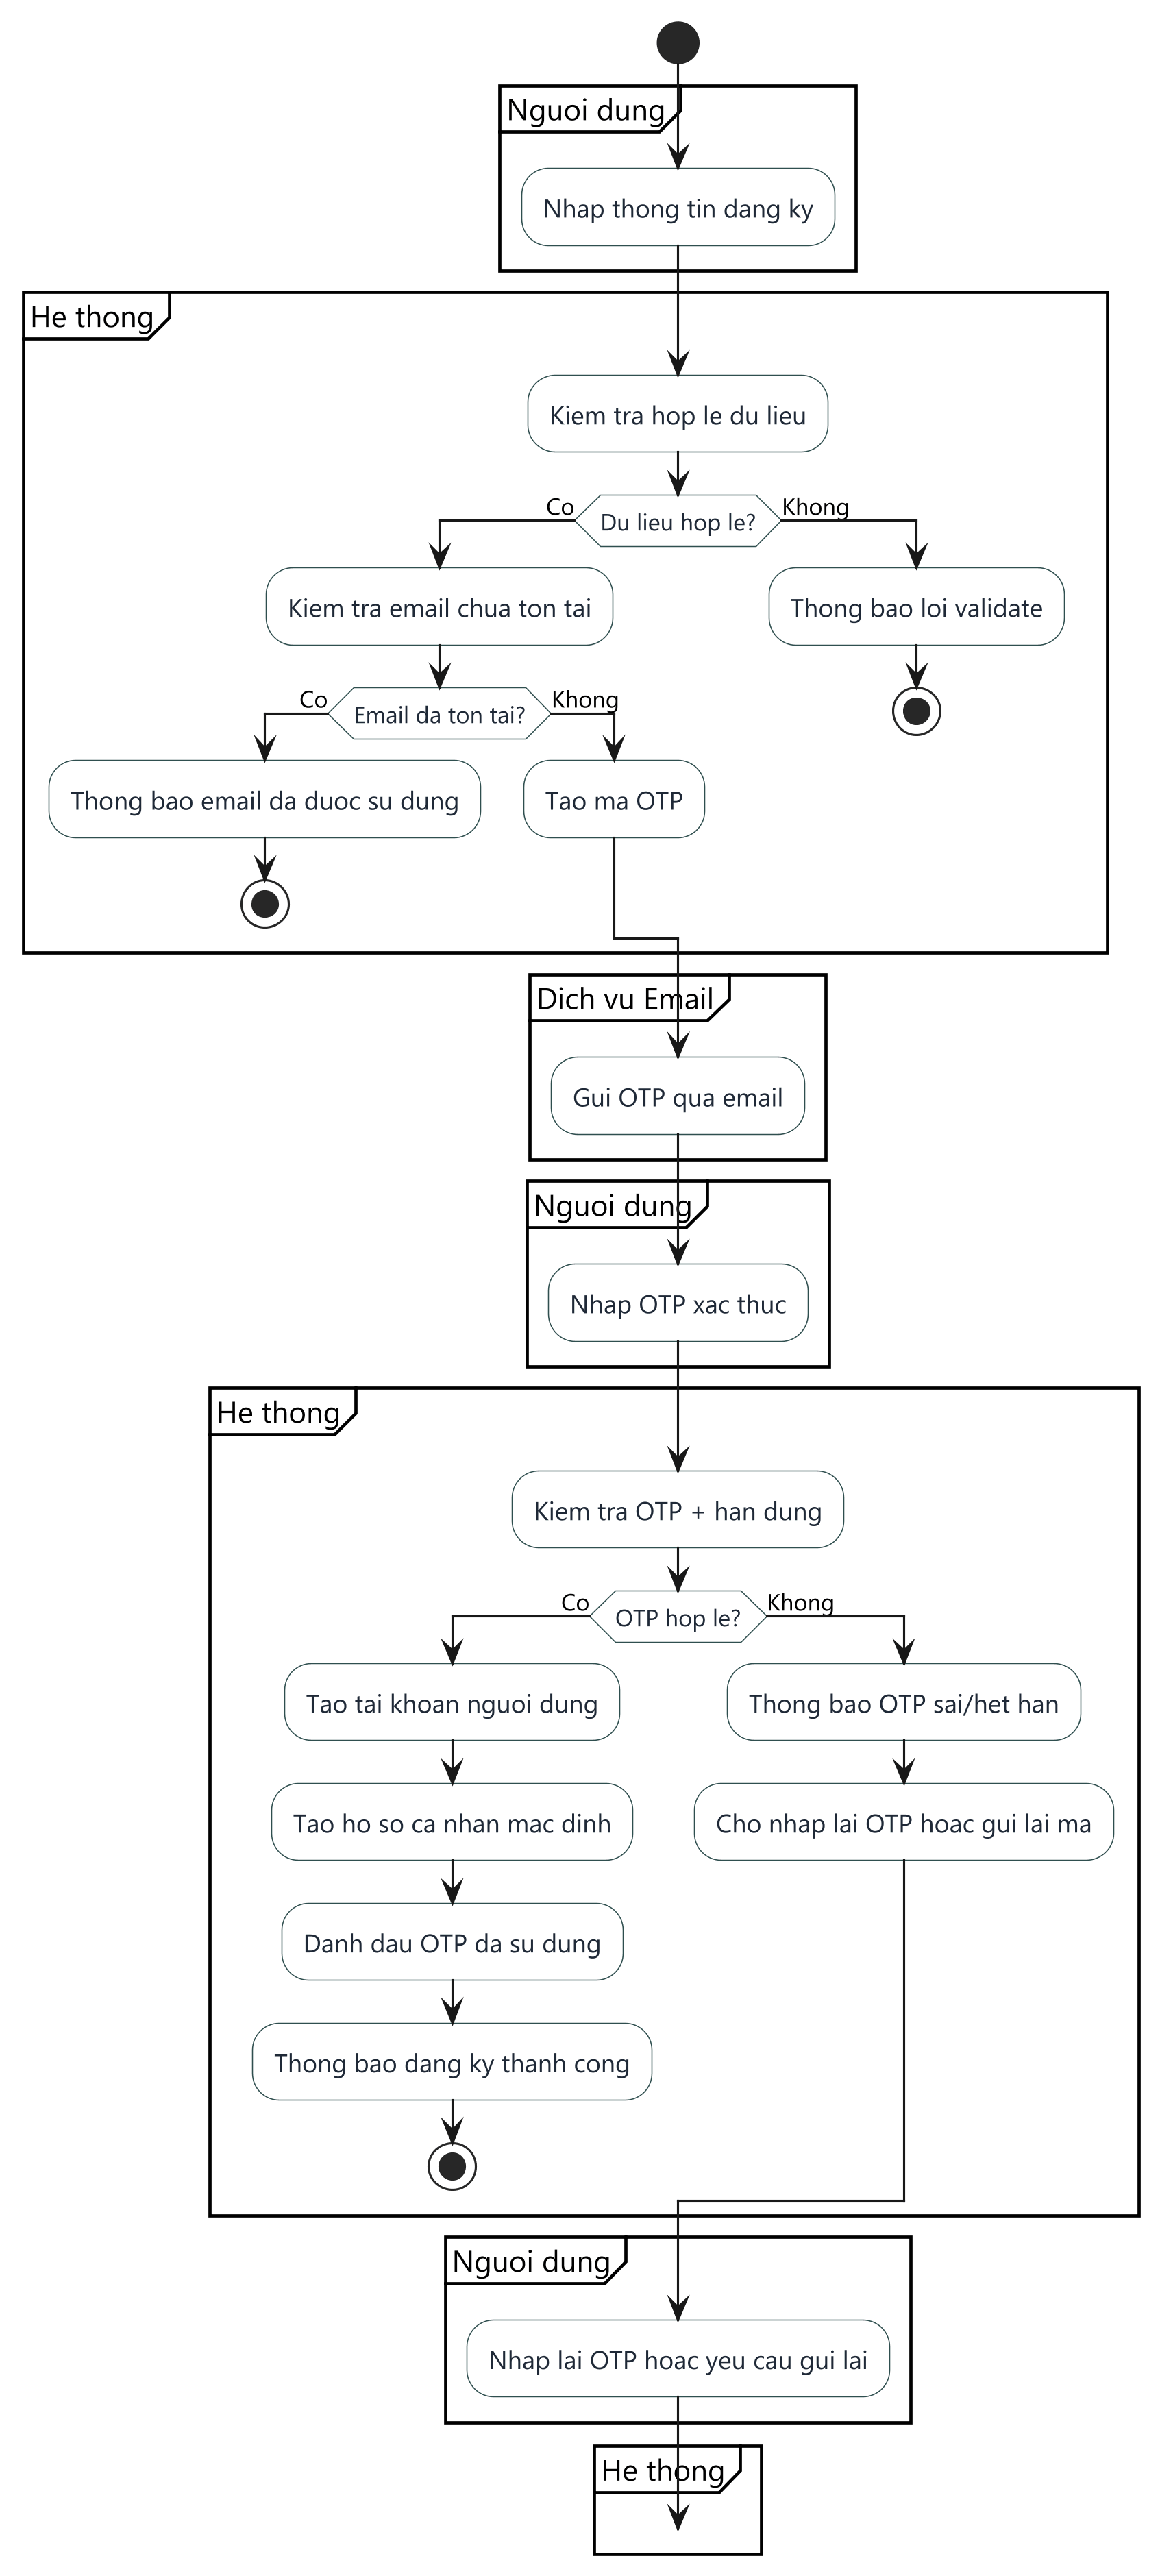 Nguoi dung
Nhap thong tin dang ky
He thong
Kiem tra hop le du lieu
Co
Du lieu hop le?
Khong
Kiem tra email chua ton tai
Thong bao loi validate
Co
Email da ton tai?
Khong
Thong bao email da duoc su dung
Tao ma OTP
Dich vu Email
Gui OTP qua email
Nguoi dung
Nhap OTP xac thuc
He thong
Kiem tra OTP + han dung
Co
OTP hop le?
Khong
Tao tai khoan nguoi dung
Thong bao OTP sai/het han
Tao ho so ca nhan mac dinh
Cho nhap lai OTP hoac gui lai ma
Danh dau OTP da su dung
Thong bao dang ky thanh cong
Nguoi dung
Nhap lai OTP hoac yeu cau gui lai
He thong